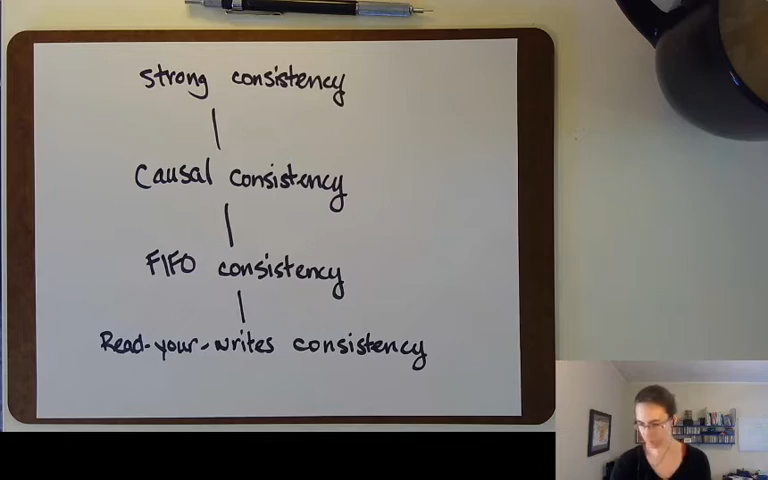 strong consistency
Causal consistency
FIFO consistency
Read-your-writes consistency